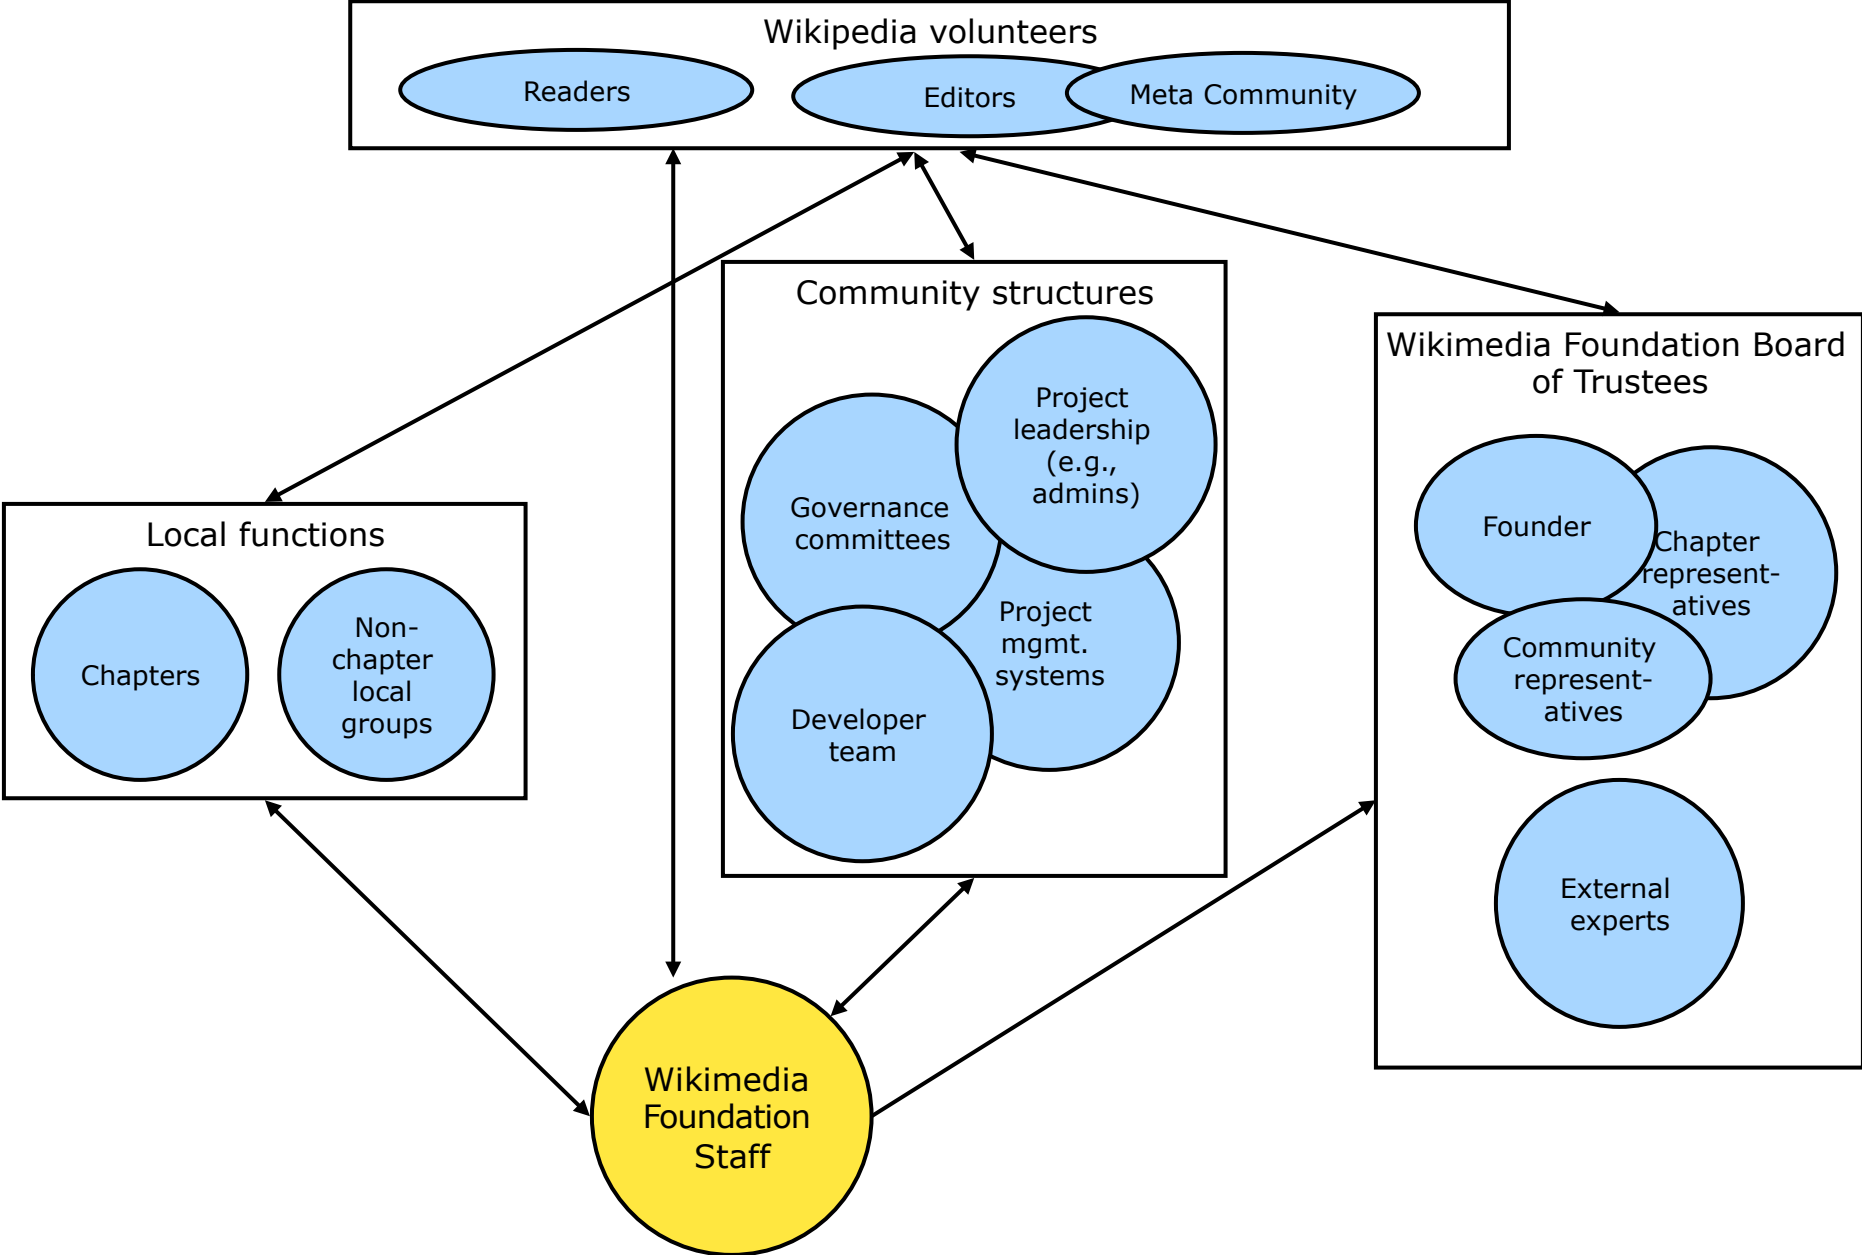 Wikipedia volunteers
Readers
Editors
Meta Community
Community structures
Project
leadership
(e.g.,
admins)
Governance
committees
Project
mgmt.
systems
Developer
team
Wikimedia Foundation Board
of Trustees
Founder
Chapter
represent-
atives
Community
represent-
atives
External
experts
Local functions
Chapters
Non-
chapter
local
groups
Wikimedia
Foundation
Staff